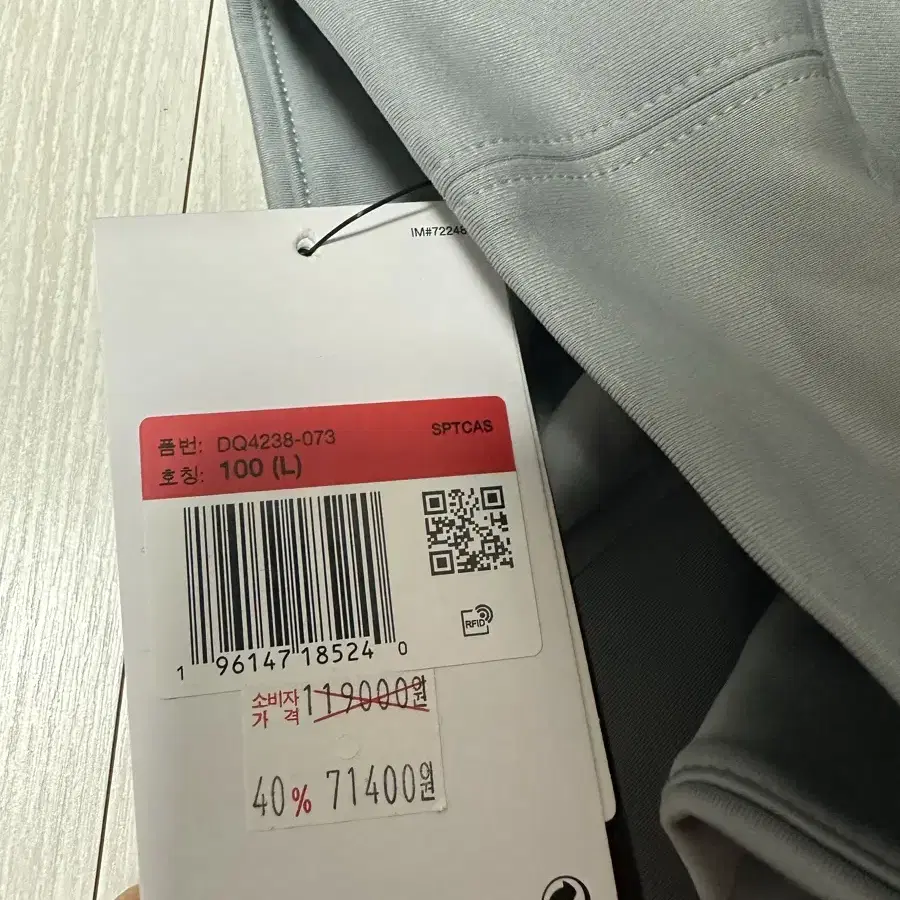 IM#72248
품번: DQ4238-073
SPTCAS
호칭: 100 (L)
RFID
1 96147 18524 0
소비자
가 격
119000원
40% 71400원